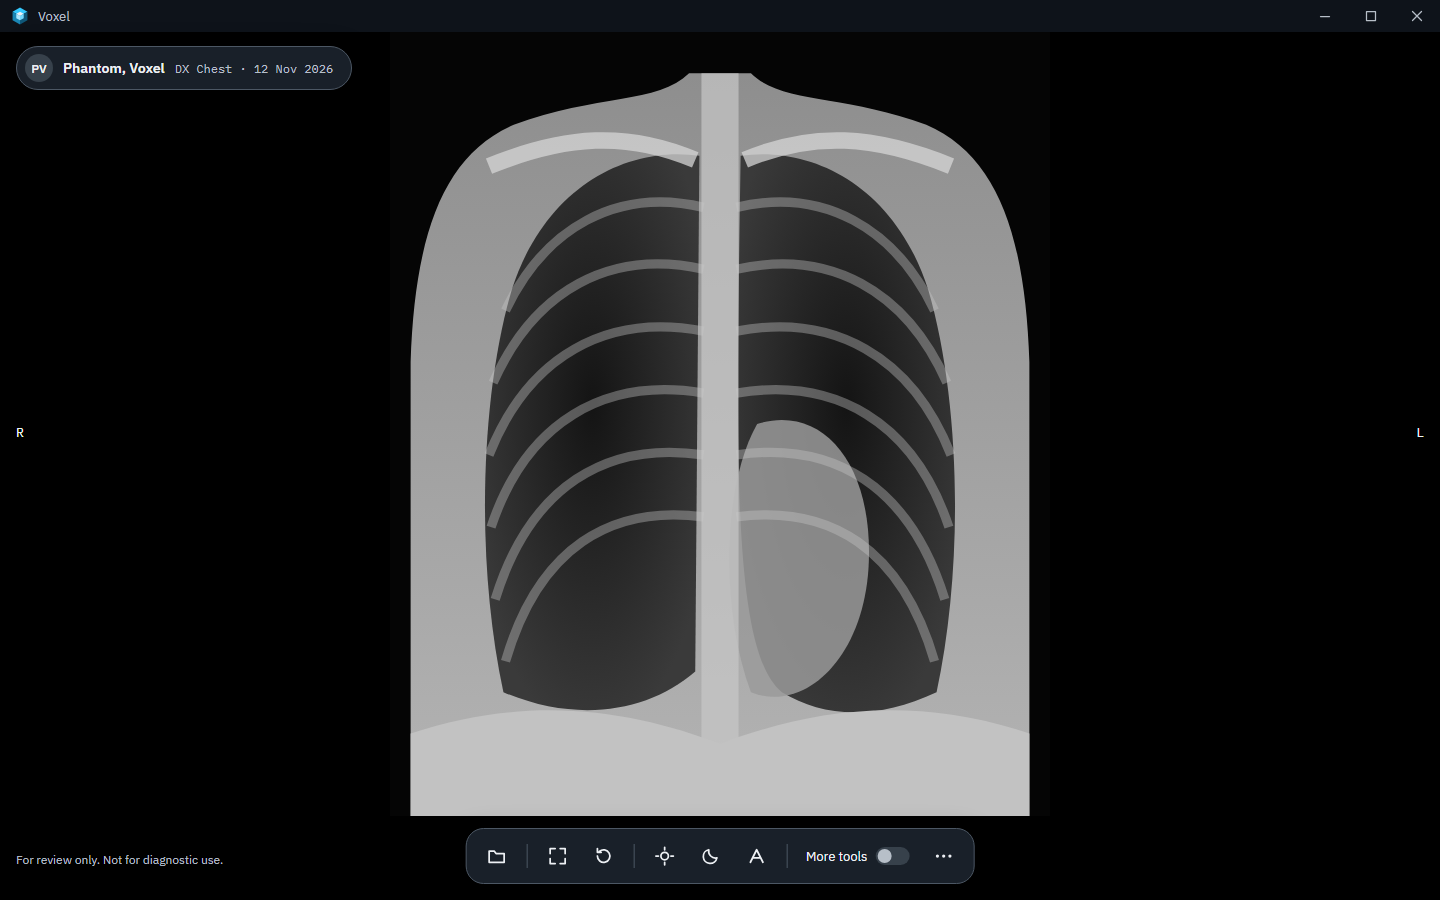 Voxel
PV Phantom, Voxel DX Chest · 12 Nov 2026
R
L
For review only. Not for diagnostic use.
More tools